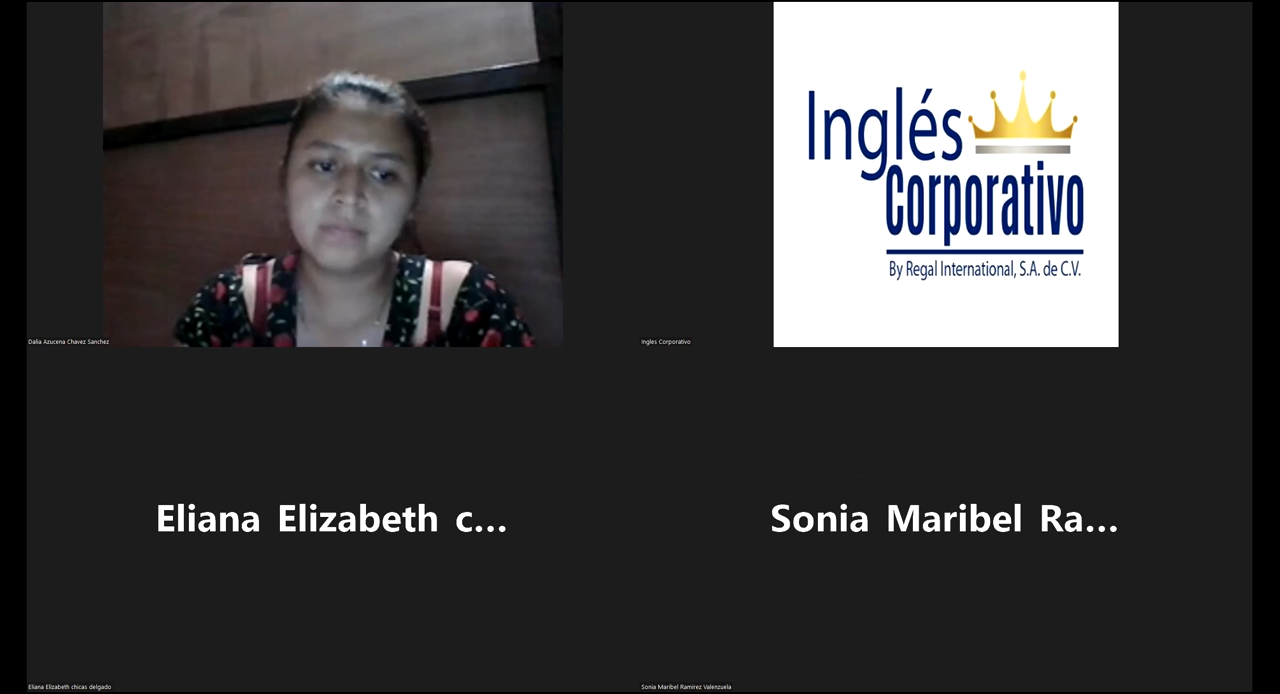 Inglés
Corporativo
By Regal International, S.A. de C.V.
Dalia Azucena Chavez Sanchez
Ingles Corporativo
Eliana Elizabeth c...
Sonia Maribel Ra...
Eliana Elizabeth chicas delgado
Sonia Maribel Ramirez Valenzuela